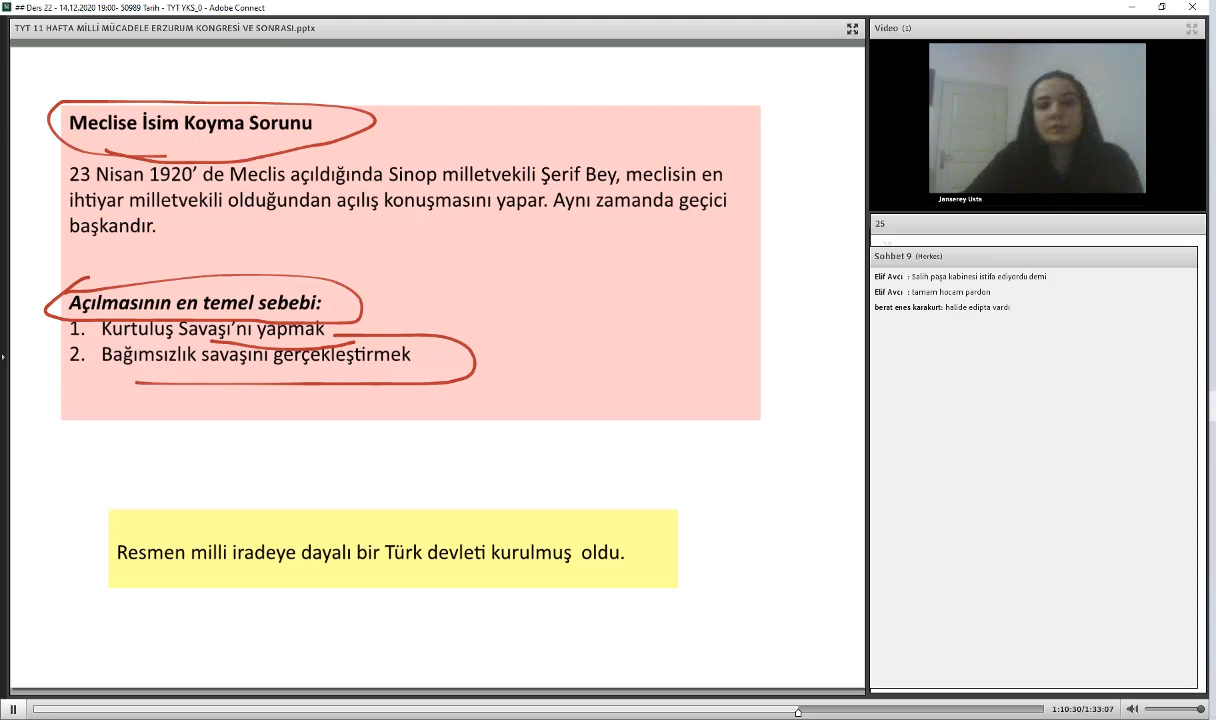 ## Ders 22 - 14.12.2020 19:00- 50989 Tarih - TYT YKS_0 - Adobe Connect
TYT 11 HAFTA MİLLİ MÜCADELE ERZURUM KONGRESİ VE SONRASI.pptx
Meclise İsim Koyma Sorunu
23 Nisan 1920’ de Meclis açıldığında Sinop milletvekili Şerif Bey, meclisin en
ihtiyar milletvekili olduğundan açılış konuşmasını yapar. Aynı zamanda geçici
başkandır.
Açılmasının en temel sebebi:
1. Kurtuluş Savaşı’nı yapmak
2. Bağımsızlık savaşını gerçekleştirmek
Resmen milli iradeye dayalı bir Türk devleti kurulmuş oldu.
Video (1)
Janserey Usta
25
Sohbet 9 (Herkes)
Elif Avcı : Salih paşa kabinesi istifa ediyordu demi
Elif Avcı : tamam hocam pardon
berat enes karakurt: halide edipta vardı
1:10:30/1:33:07